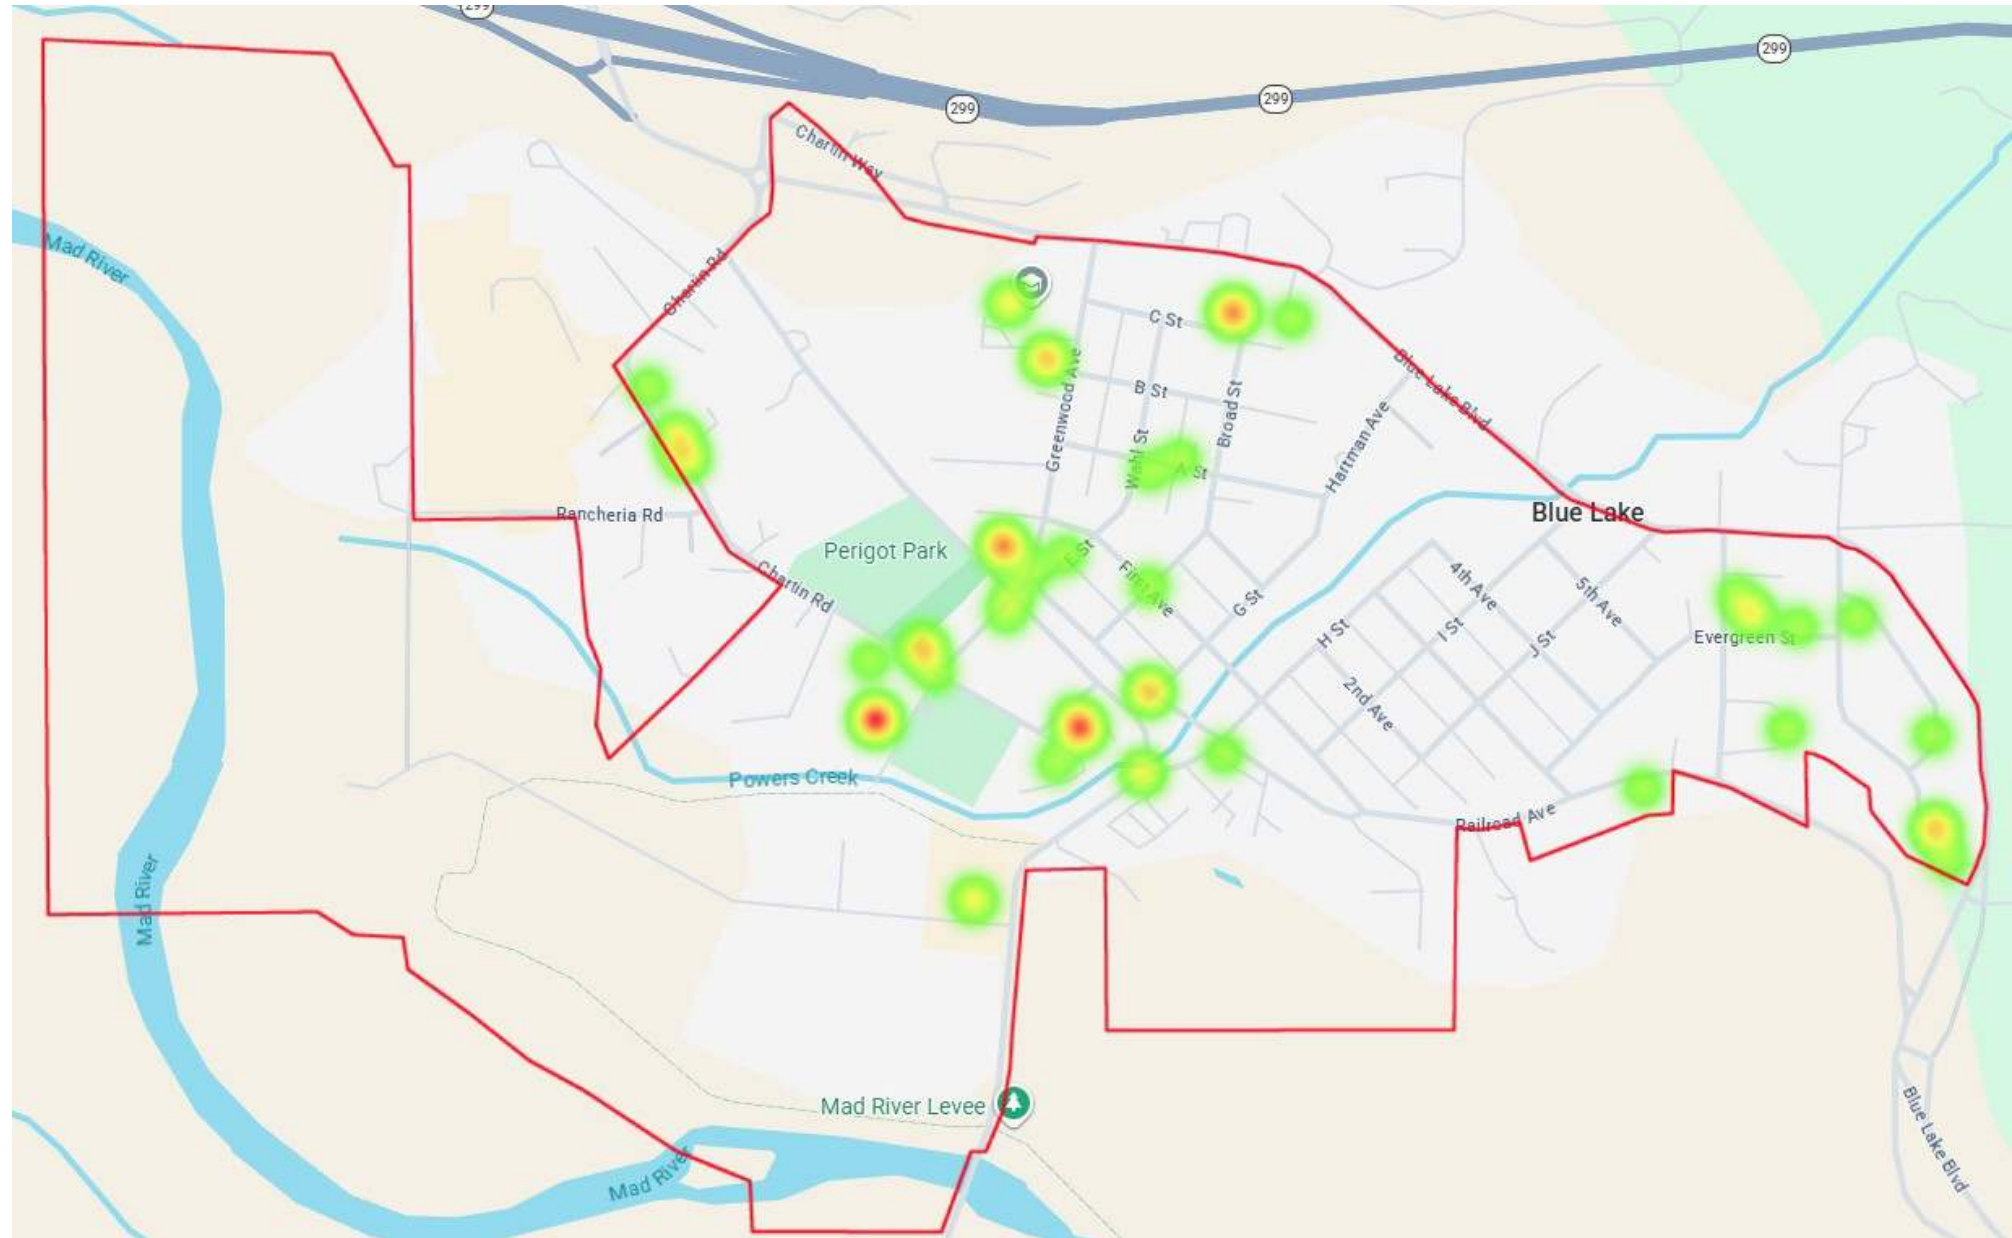 299
299
299
299
Chartin Way
Mad River
Chartin Rd
C St
Greenwood Ave
B St
Broad St
Blue Lake Blvd
Hartman Ave
Wahl St
A St
Rancheria Rd
Blue Lake
Perigot Park
E St
Chartin Rd
First Ave
G St
4th Ave
5th Ave
H St
I St
J St
Evergreen St
2nd Ave
Powers Creek
Railroad Ave
Mad River
Mad River Levee
Mad River
Blue Lake Blvd